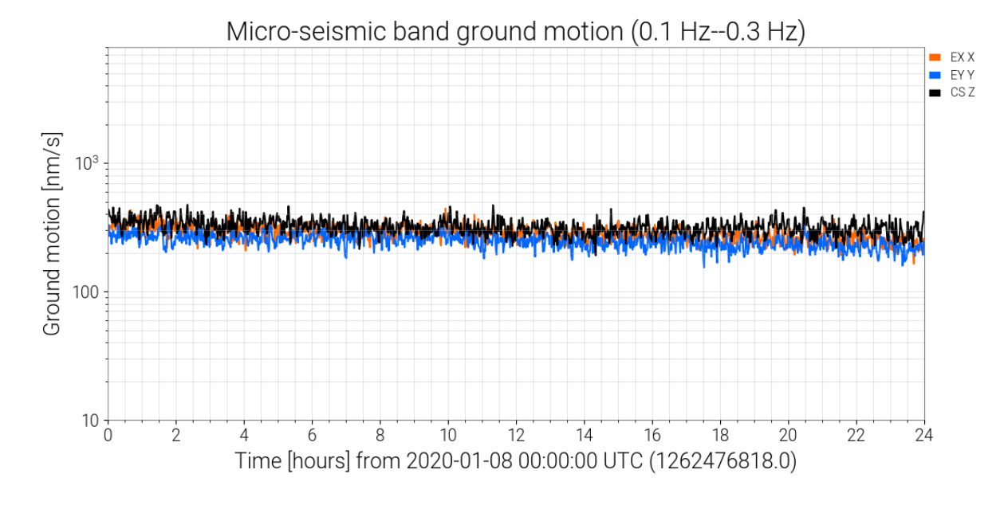 Micro-seismic band ground motion (0.1 Hz--0.3 Hz)
EX X
EY Y
CS Z
Ground motion [nm/s]
10³
100
10
0 2 4 6 8 10 12 14 16 18 20 22 24
Time [hours] from 2020-01-08 00:00:00 UTC (1262476818.0)